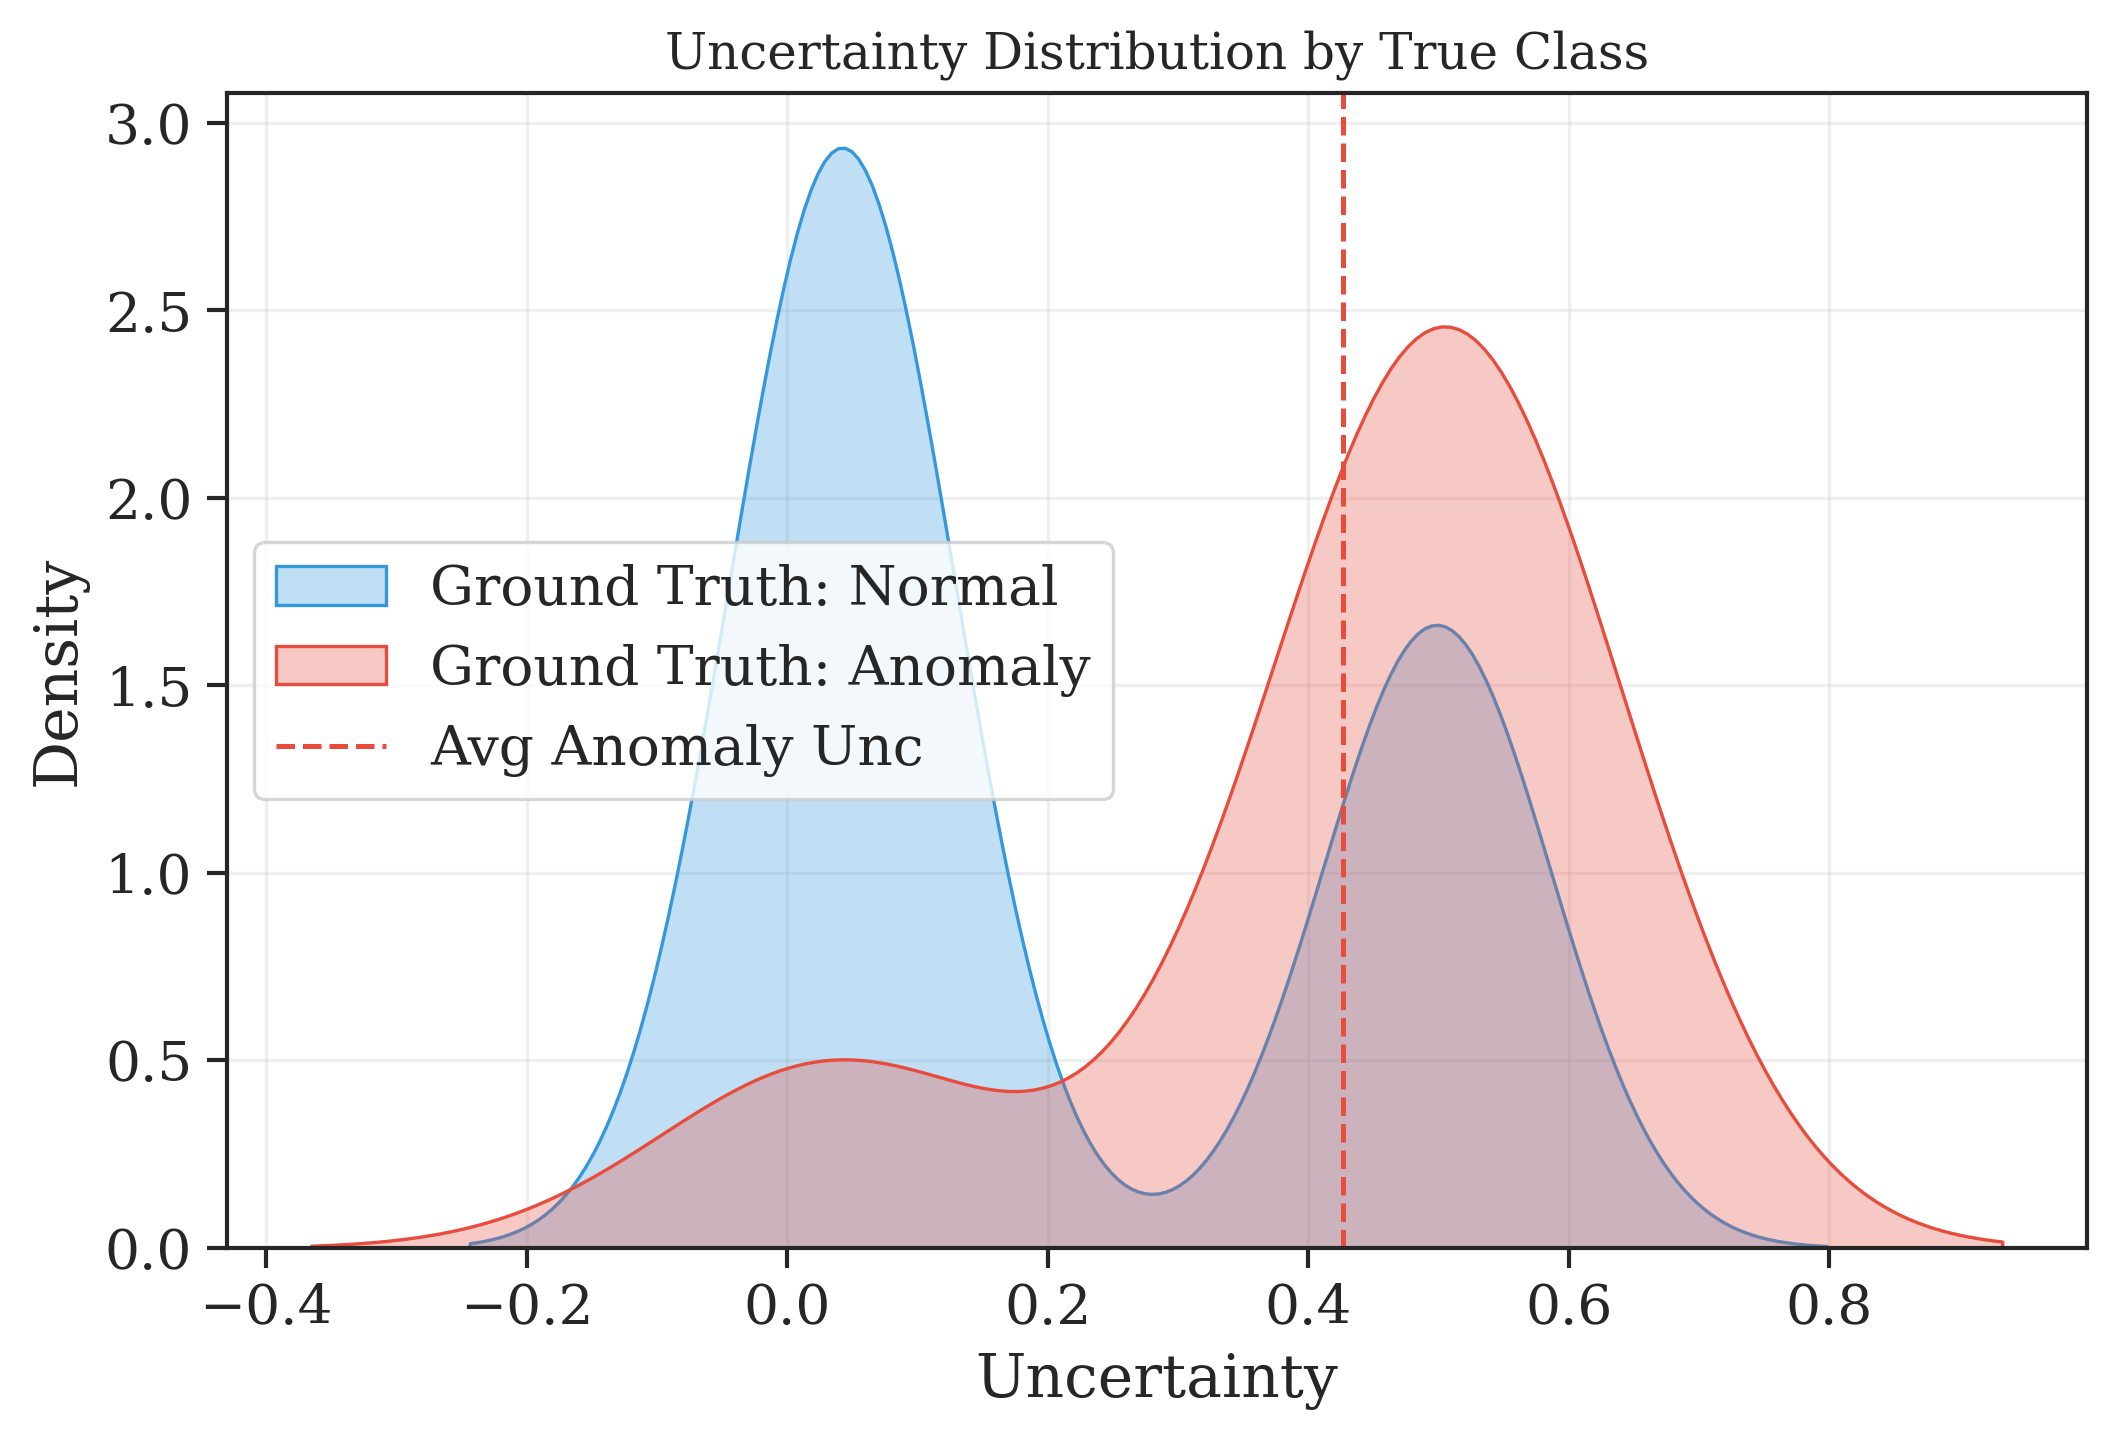 Uncertainty Distribution by True Class
3.0
2.5
2.0
1.5
1.0
0.5
0.0
Density
Ground Truth: Normal
Ground Truth: Anomaly
Avg Anomaly Unc
−0.4 −0.2 0.0 0.2 0.4 0.6 0.8
Uncertainty